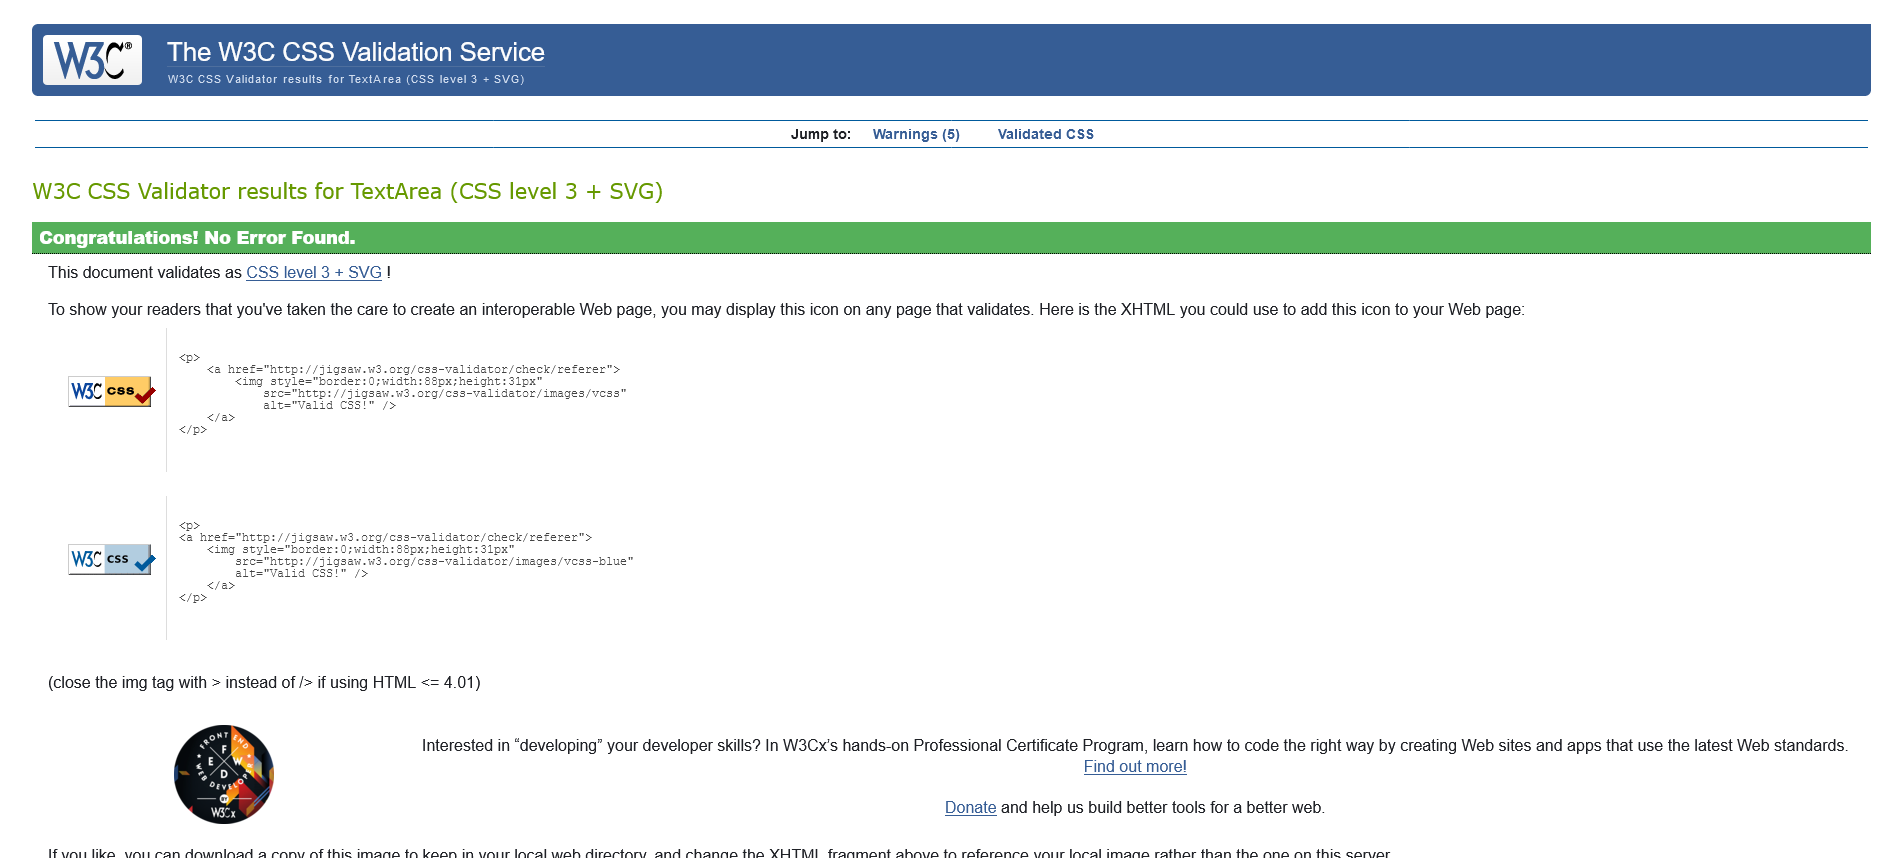 W3C®
The W3C CSS Validation Service
W3C CSS Validator results for TextArea (CSS level 3 + SVG)
Jump to: Warnings (5) Validated CSS
W3C CSS Validator results for TextArea (CSS level 3 + SVG)
Congratulations! No Error Found.
This document validates as CSS level 3 + SVG !
To show your readers that you've taken the care to create an interoperable Web page, you may display this icon on any page that validates. Here is the XHTML you could use to add this icon to your Web page:
W3C css
<p>
<a href="http://jigsaw.w3.org/css-validator/check/referer">
<img style="border:0;width:88px;height:31px"
src="http://jigsaw.w3.org/css-validator/images/vcss"
alt="Valid CSS!" />
</a>
</p>
W3C css
<p>
<a href="http://jigsaw.w3.org/css-validator/check/referer">
<img style="border:0;width:88px;height:31px"
src="http://jigsaw.w3.org/css-validator/images/vcss-blue"
alt="Valid CSS!" />
</a>
</p>
(close the img tag with > instead of /> if using HTML <= 4.01)
FRONT END
F E W D
WEB DEVELOPER
W3Cx
Interested in “developing” your developer skills? In W3Cx’s hands-on Professional Certificate Program, learn how to code the right way by creating Web sites and apps that use the latest Web standards.
Find out more!
Donate and help us build better tools for a better web.
If you like, you can download a copy of this image to keep in your local web directory, and change the XHTML fragment above to reference your local image rather than the one on this server.